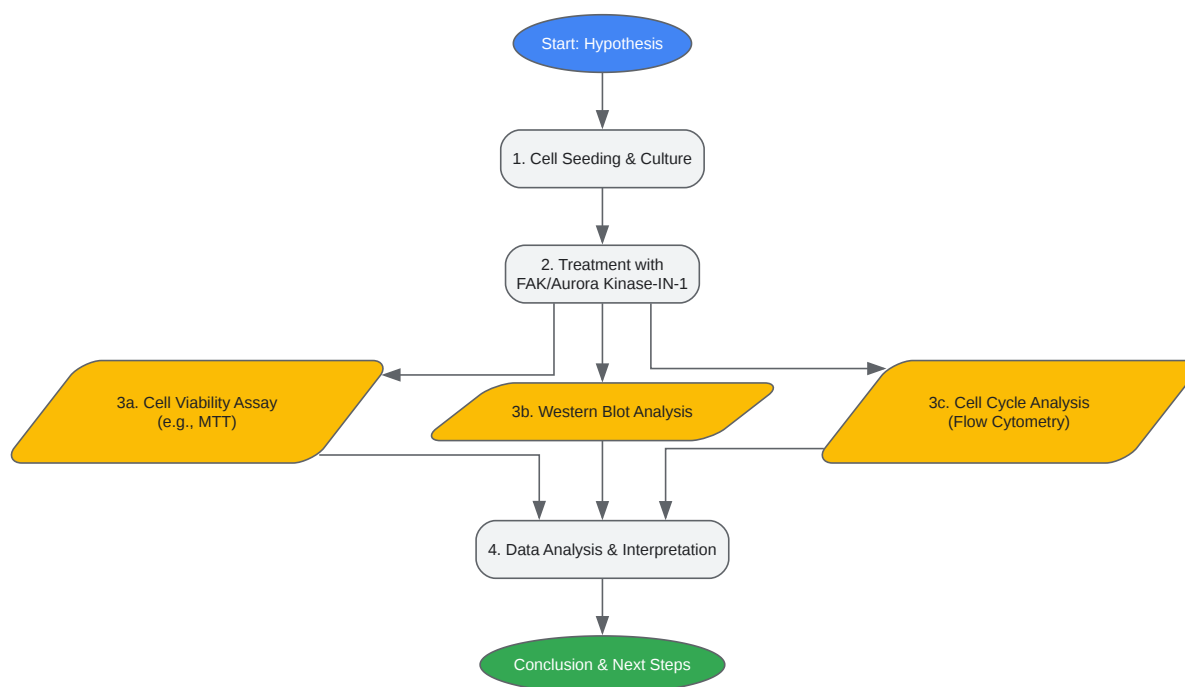 Start: Hypothesis
1. Cell Seeding & Culture
2. Treatment with
FAK/Aurora Kinase-IN-1
3a. Cell Viability Assay
(e.g., MTT)
3b. Western Blot Analysis
3c. Cell Cycle Analysis
(Flow Cytometry)
4. Data Analysis & Interpretation
Conclusion & Next Steps